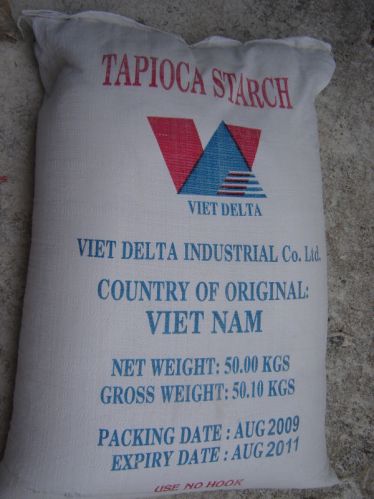 TAPIOCA STARCH
VIET DELTA
VIET DELTA INDUSTRIAL Co. Ltd.
COUNTRY OF ORIGINAL:
VIET NAM
NET WEIGHT: 50.00 KGS
GROSS WEIGHT: 50.10 KGS
PACKING DATE : AUG 2009
EXPIRY DATE : AUG 2011
USE NO HOOK